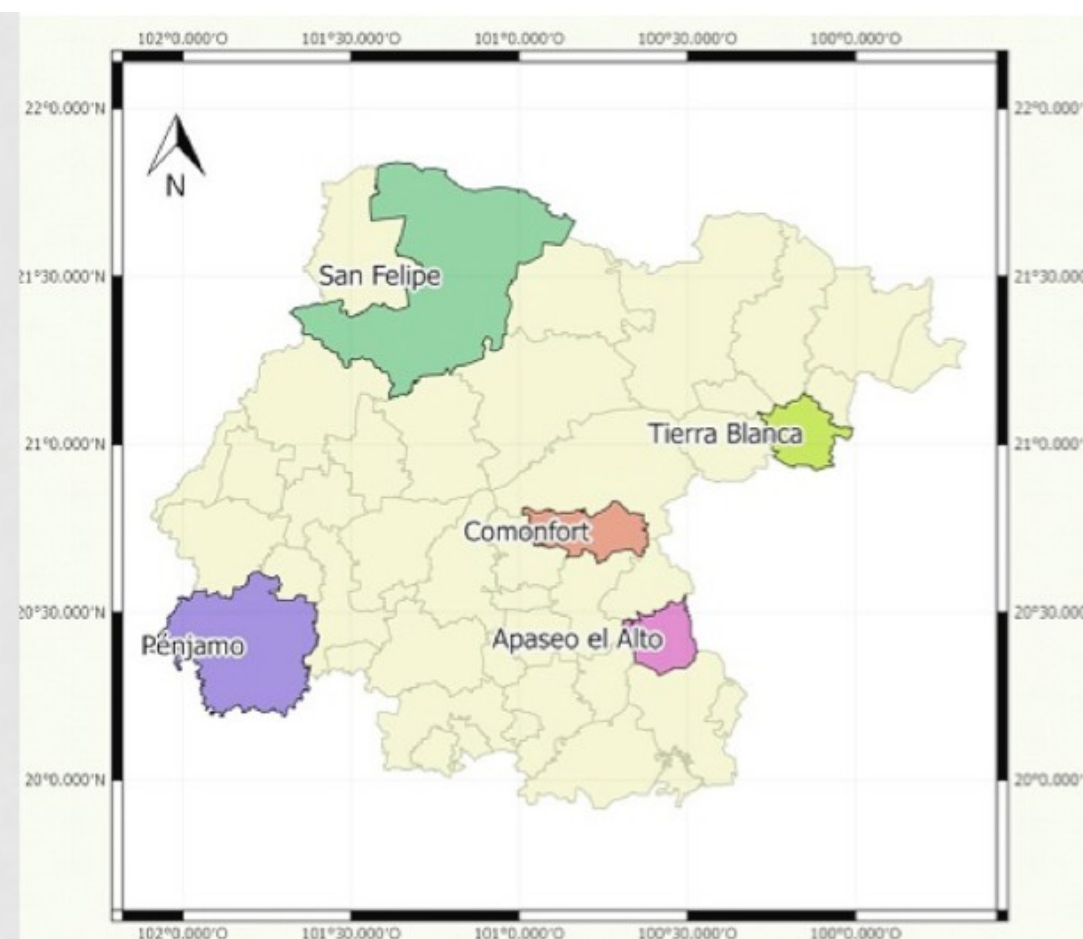 102°0.000'O 101°30.000'O 101°0.000'O 100°30.000'O 100°0.000'O
22°0.000'N 22°0.000'N
N
21°30.000'N 21°30.00
San Felipe
21°0.000'N 21°0.000'N
Tierra Blanca
Comonfort
20°30.000'N 20°30.00
Apaseo el Alto
Pénjamo
20°0.000'N 20°0.000'N
102°0.000'O 101°30.000'O 101°0.000'O 100°30.000'O 100°0.000'O